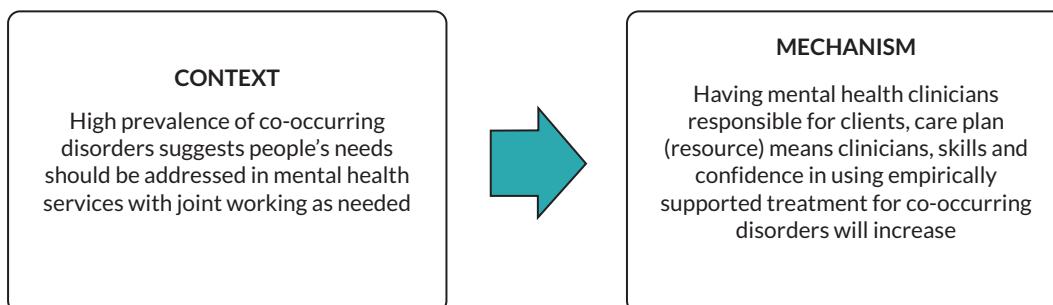 CONTEXT
High prevalence of co-occurring
disorders suggests people's needs
should be addressed in mental health
services with joint working as needed
MECHANISM
Having mental health clinicians
responsible for clients, care plan
(resource) means clinicians, skills and
confidence in using empirically
supported treatment for co-occurring
disorders will increase